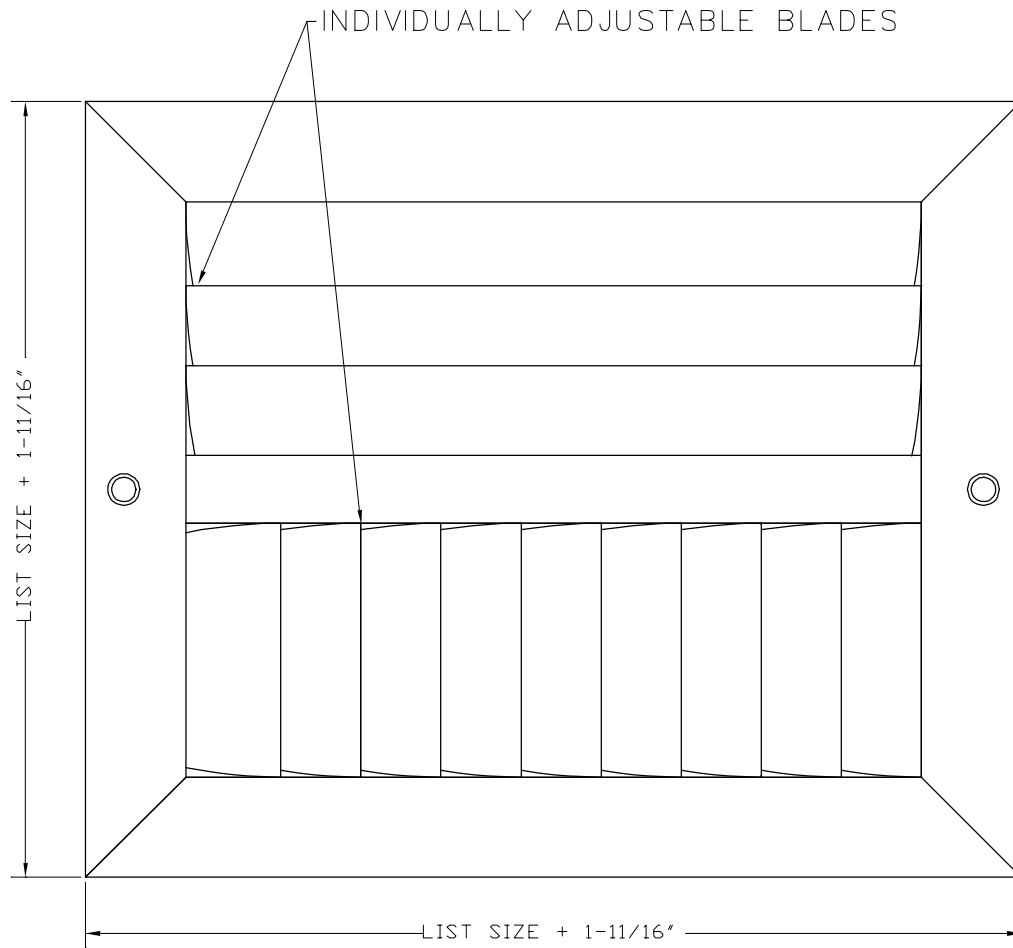 INDIVIDUALLY ADJUSTABLE BLADES
LIST SIZE + 1-11/16"
LIST SIZE + 1-11/16"